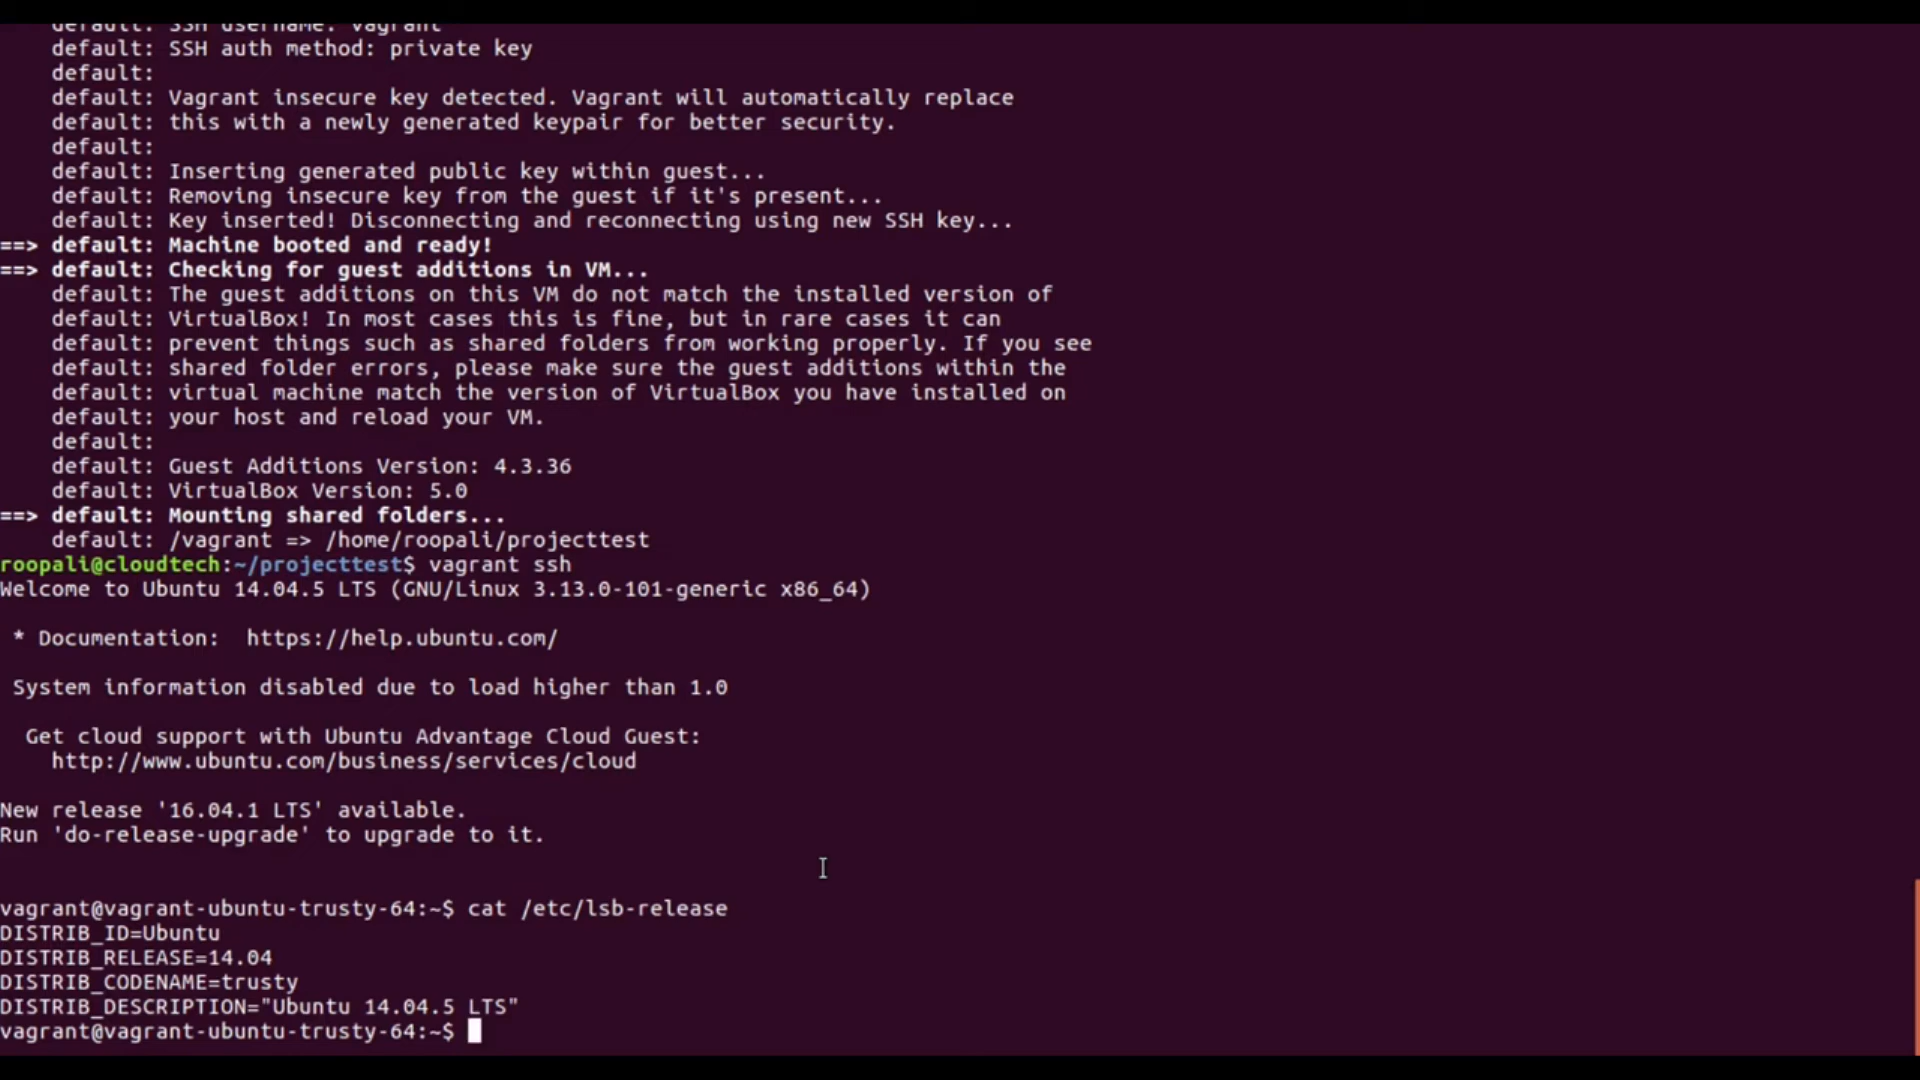 default: SSH username: vagrant
default: SSH auth method: private key
default:
default: Vagrant insecure key detected. Vagrant will automatically replace
default: this with a newly generated keypair for better security.
default:
default: Inserting generated public key within guest...
default: Removing insecure key from the guest if it's present...
default: Key inserted! Disconnecting and reconnecting using new SSH key...
==> default: Machine booted and ready!
==> default: Checking for guest additions in VM...
default: The guest additions on this VM do not match the installed version of
default: VirtualBox! In most cases this is fine, but in rare cases it can
default: prevent things such as shared folders from working properly. If you see
default: shared folder errors, please make sure the guest additions within the
default: virtual machine match the version of VirtualBox you have installed on
default: your host and reload your VM.
default:
default: Guest Additions Version: 4.3.36
default: VirtualBox Version: 5.0
==> default: Mounting shared folders...
default: /vagrant => /home/roopali/projecttest
roopali@cloudtech:~/projecttest$ vagrant ssh
Welcome to Ubuntu 14.04.5 LTS (GNU/Linux 3.13.0-101-generic x86_64)
* Documentation:  https://help.ubuntu.com/
System information disabled due to load higher than 1.0
Get cloud support with Ubuntu Advantage Cloud Guest:
http://www.ubuntu.com/business/services/cloud
New release '16.04.1 LTS' available.
Run 'do-release-upgrade' to upgrade to it.
vagrant@vagrant-ubuntu-trusty-64:~$ cat /etc/lsb-release
DISTRIB_ID=Ubuntu
DISTRIB_RELEASE=14.04
DISTRIB_CODENAME=trusty
DISTRIB_DESCRIPTION="Ubuntu 14.04.5 LTS"
vagrant@vagrant-ubuntu-trusty-64:~$